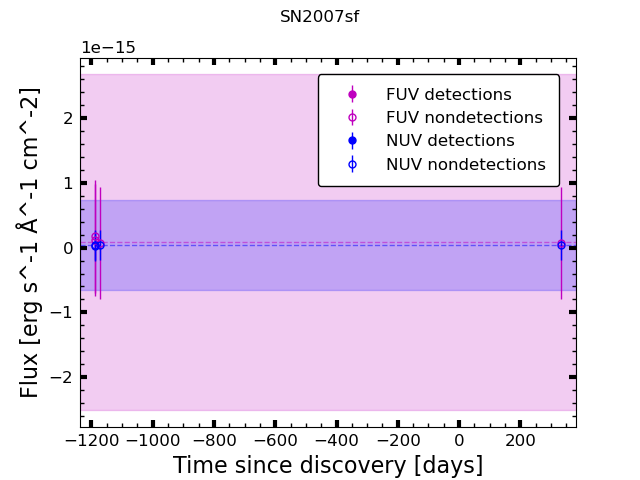 SN2007sf
1e−15
FUV detections
FUV nondetections
NUV detections
NUV nondetections
2
1
0
−1
−2
Flux [erg s^-1 Å^-1 cm^-2]
−1200 −1000 −800 −600 −400 −200 0 200
Time since discovery [days]